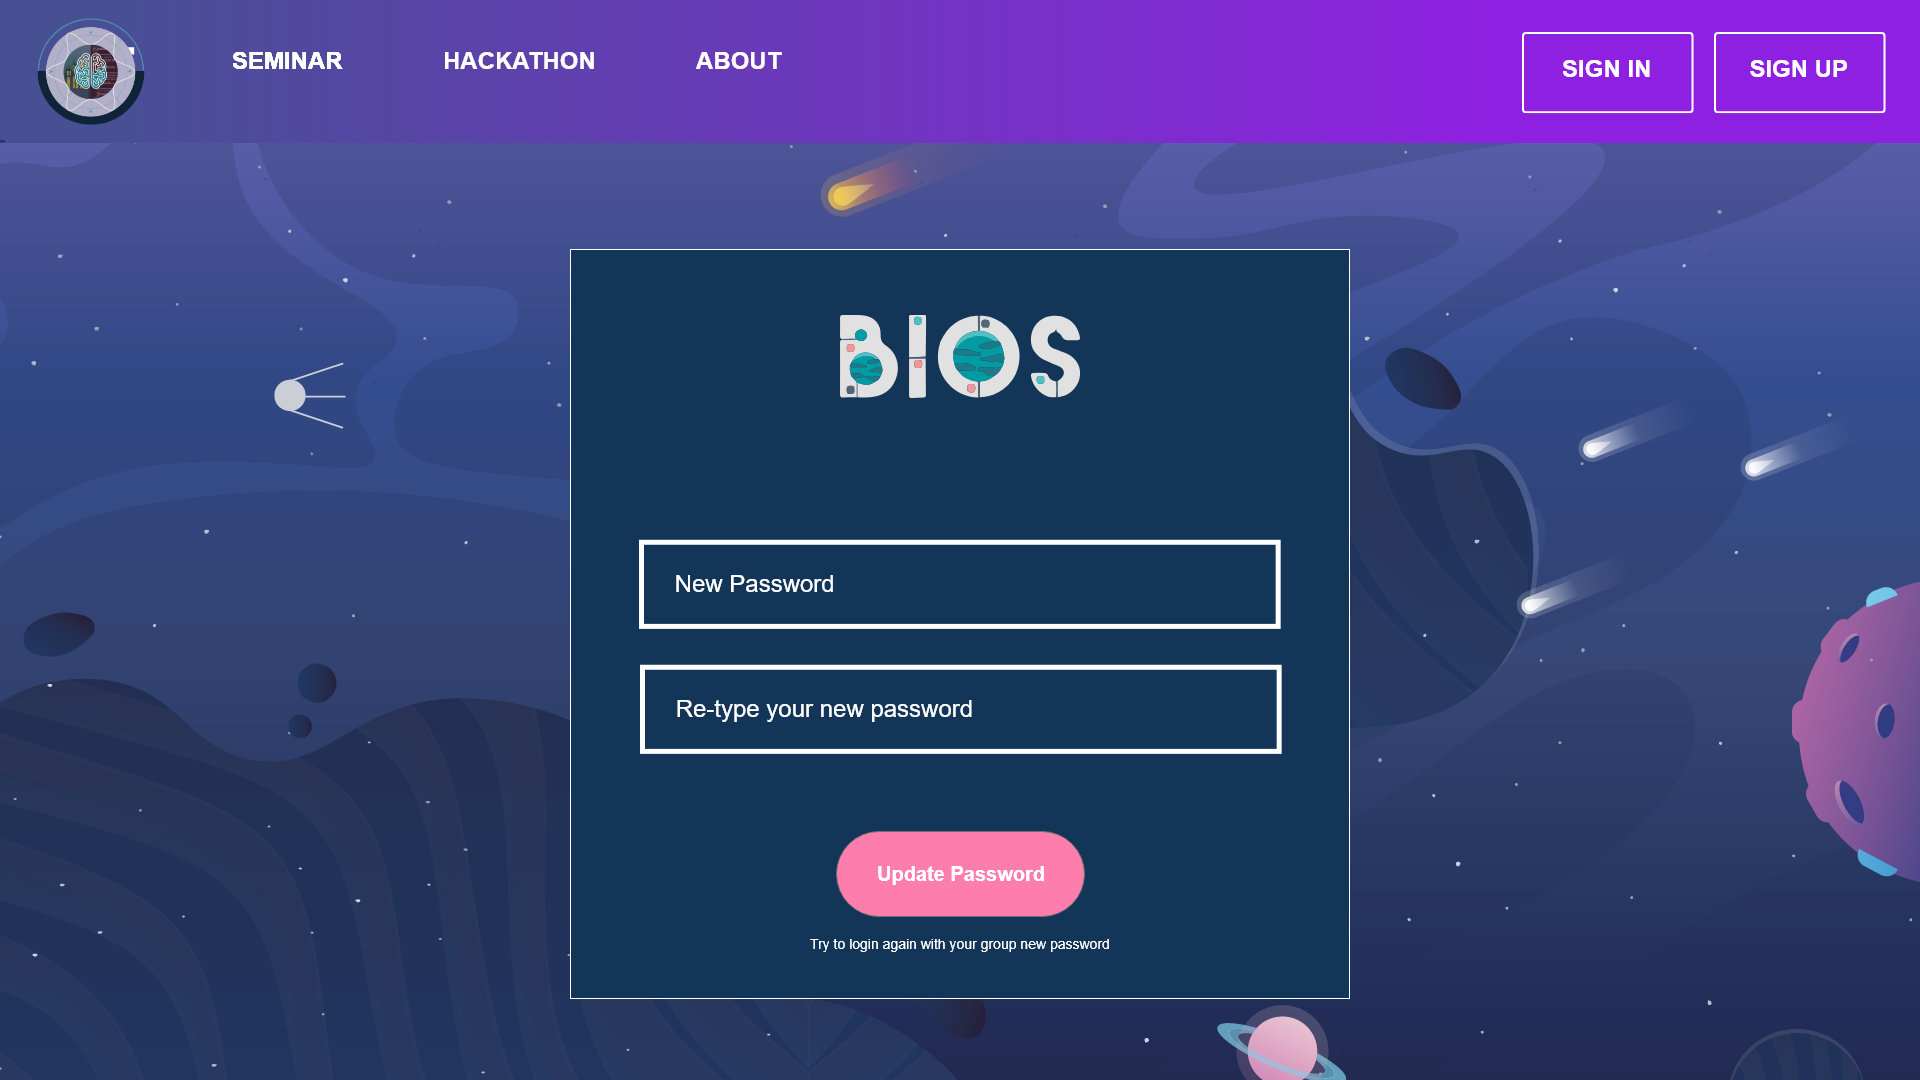 SEMINAR
HACKATHON
ABOUT
SIGN IN
SIGN UP
BIOS
New Password
Re-type your new password
Update Password
Try to login again with your group new password